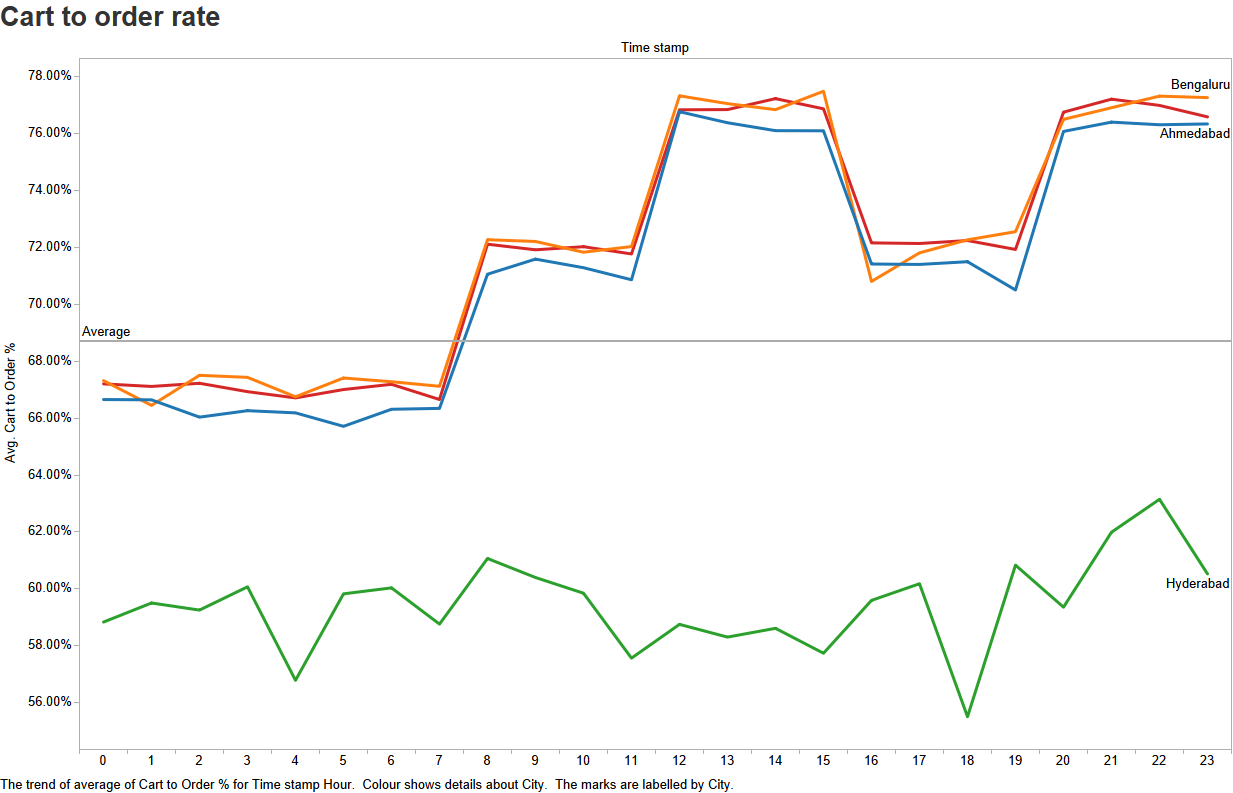 Cart to order rate
Time stamp
78.00%
Bengaluru
76.00%
Ahmedabad
74.00%
72.00%
70.00%
Average
68.00%
Avg. Cart to Order %
66.00%
64.00%
62.00%
60.00%
Hyderabad
58.00%
56.00%
0 1 2 3 4 5 6 7 8 9 10 11 12 13 14 15 16 17 18 19 20 21 22 23
The trend of average of Cart to Order % for Time stamp Hour.  Colour shows details about City.  The marks are labelled by City.